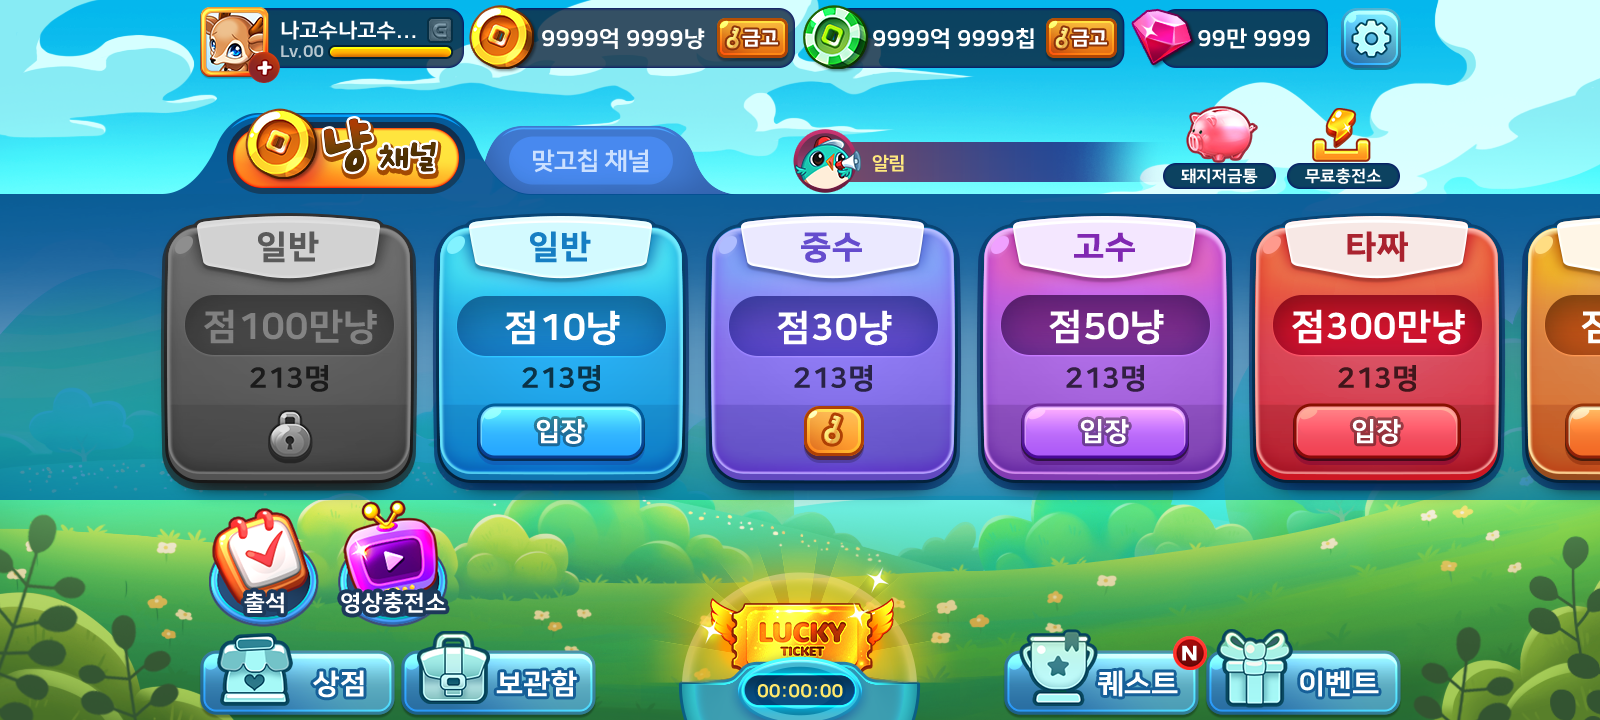 나고수나고수...
G
Lv.00
9999억 9999냥
금고
9999억 9999칩
금고
99만 9999
냥 채널
맞고칩 채널
알림
돼지저금통
무료충전소
일반
점100만냥
213명
일반
점10냥
213명
입장
중수
점30냥
213명
고수
점50냥
213명
입장
타짜
점300만냥
213명
입장
출석
영상충전소
LUCKY
TICKET
00:00:00
상점
보관함
퀘스트
N
이벤트